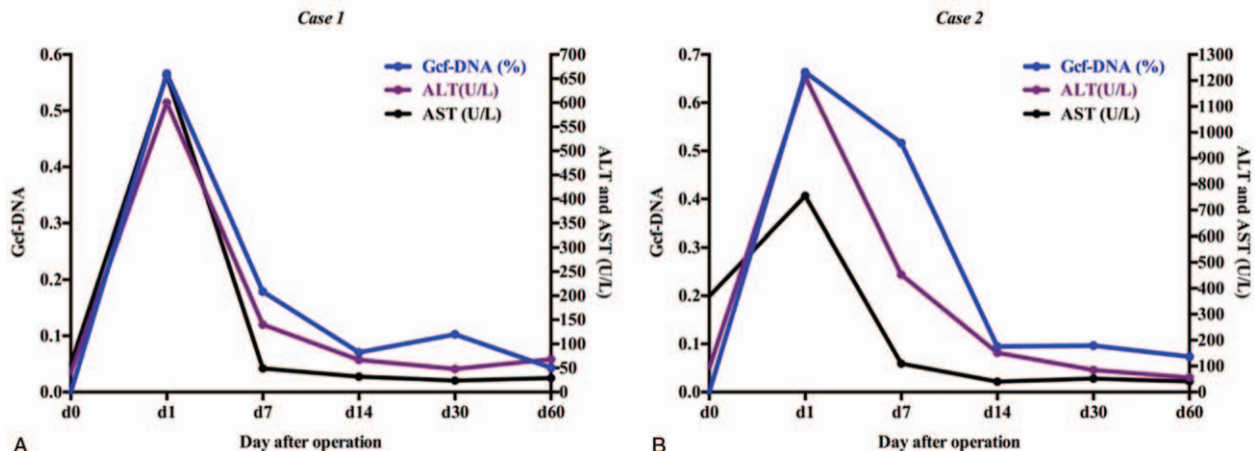 Case 1
0.6
0.5
0.4
0.3
0.2
0.1
0.0
Gcf-DNA
700
650
600
550
500
450
400
350
300
250
200
150
100
50
0
ALT and AST (U/L)
Gcf-DNA (%)
ALT(U/L)
AST (U/L)
d0 d1 d7 d14 d30 d60
Day after operation
A
Case 2
0.7
0.6
0.5
0.4
0.3
0.2
0.1
0.0
Gcf-DNA
1300
1200
1100
1000
900
800
700
600
500
400
300
200
100
0
ALT and AST (U/L)
Gcf-DNA (%)
ALT(U/L)
AST (U/L)
d0 d1 d7 d14 d30 d60
Day after operation
B